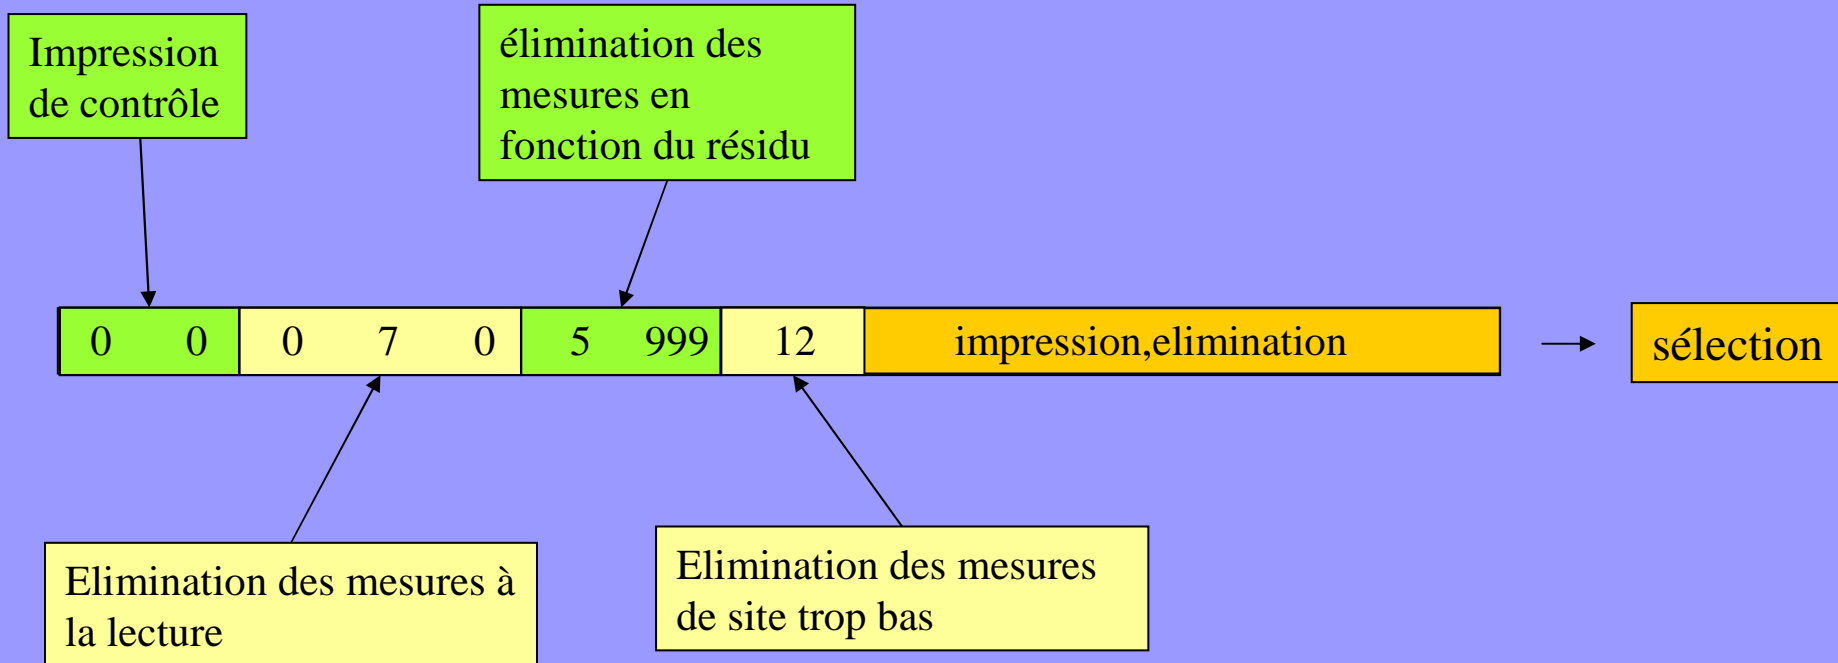 Impression
de contrôle
élimination des
mesures en
fonction du résidu
0 0 0 7 0 5 999 12 impression,elimination
sélection
Elimination des mesures à
la lecture
Elimination des mesures
de site trop bas